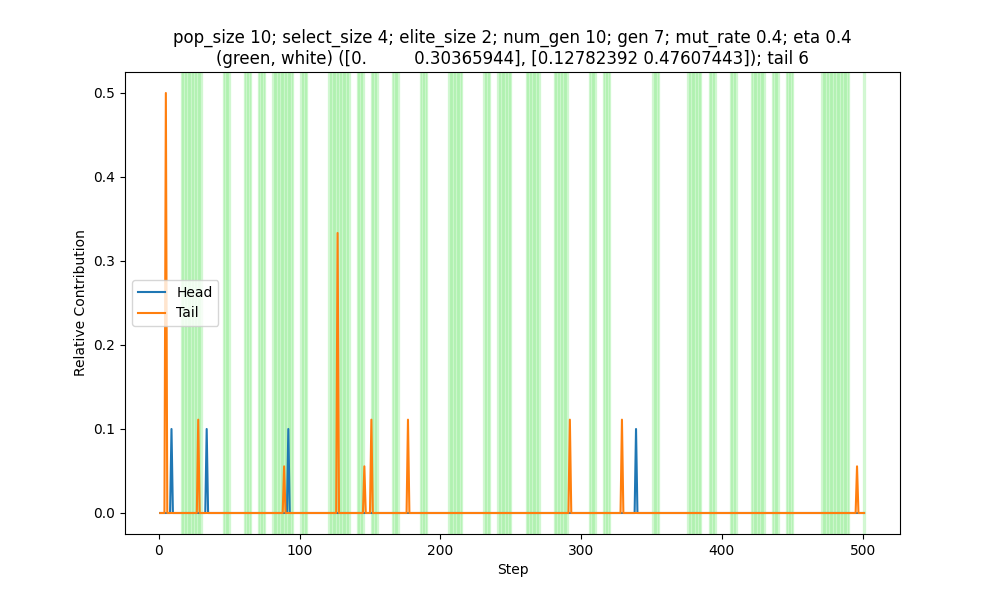 pop_size 10; select_size 4; elite_size 2; num_gen 10; gen 7; mut_rate 0.4; eta 0.4
(green, white) ([0.         0.30365944], [0.12782392 0.47607443]); tail 6
0.5
0.4
0.3
0.2
0.1
0.0
Relative Contribution
Head
Tail
0
100
200
300
400
500
Step